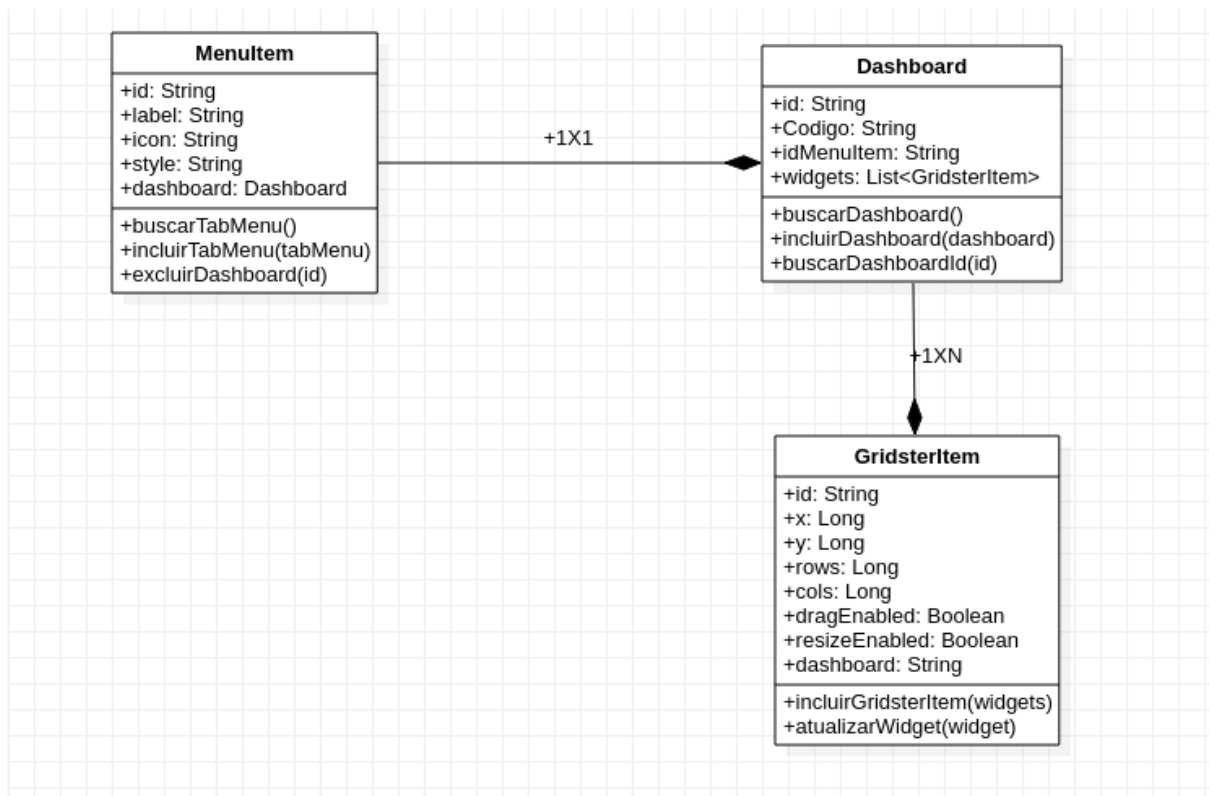 MenuItem
+id: String
+label: String
+icon: String
+style: String
+dashboard: Dashboard
+buscarTabMenu()
+incluirTabMenu(tabMenu)
+excluirDashboard(id)
+1X1
Dashboard
+id: String
+Codigo: String
+idMenuItem: String
+widgets: List<GridsterItem>
+buscarDashboard()
+incluirDashboard(dashboard)
+buscarDashboardId(id)
+1XN
GridsterItem
+id: String
+x: Long
+y: Long
+rows: Long
+cols: Long
+dragEnabled: Boolean
+resizeEnabled: Boolean
+dashboard: String
+incluirGridsterItem(widgets)
+atualizarWidget(widget)